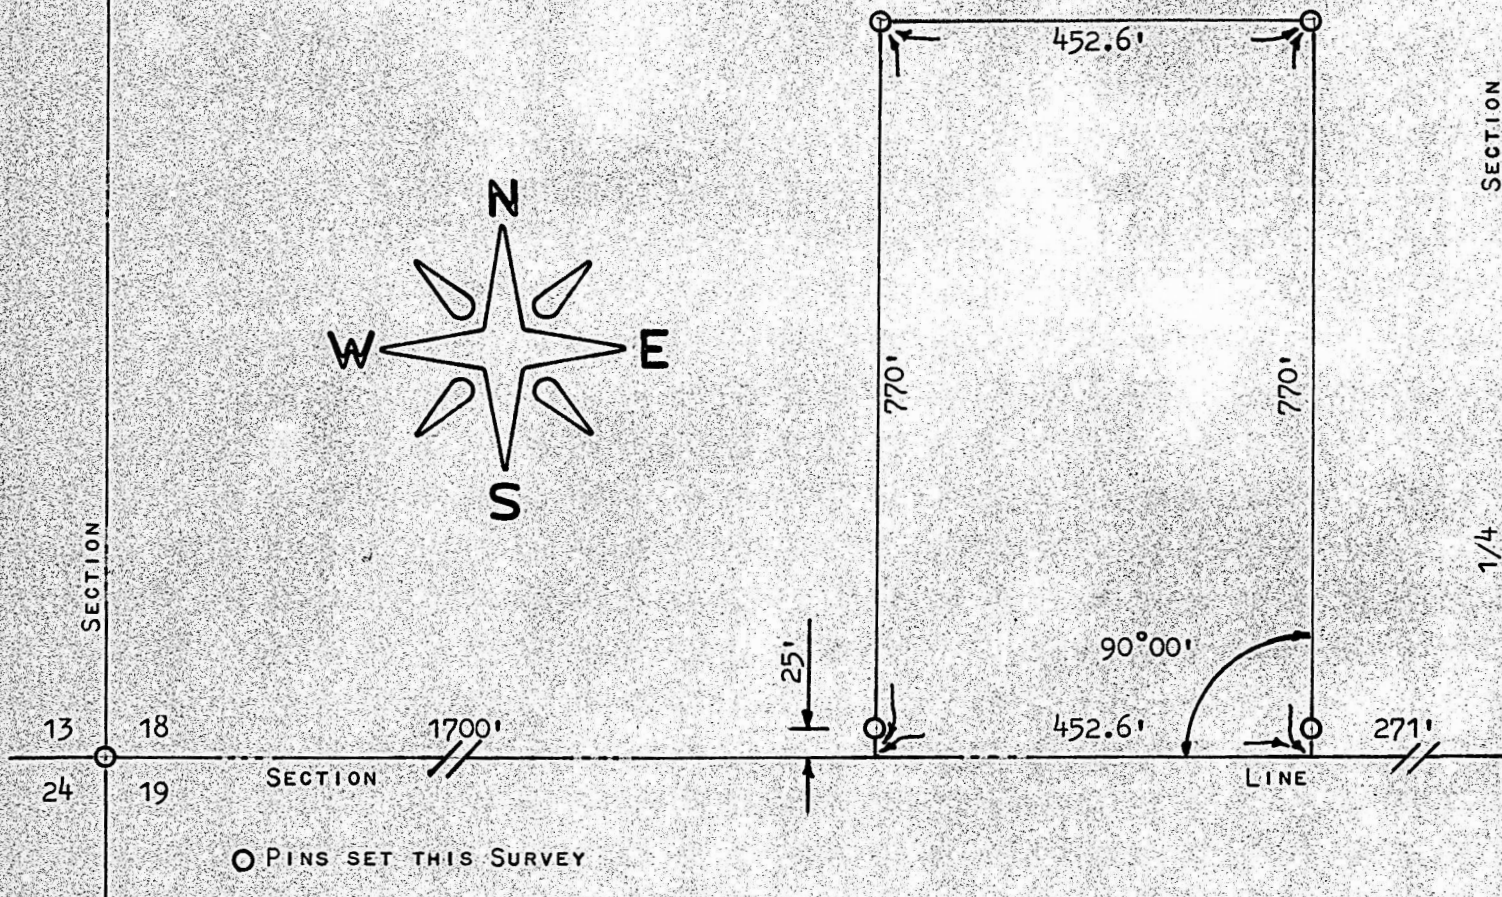 452.6'
SECTION
N
W
E
S
770'
770'
SECTION
1/4
90°00'
25'
13
18
1700'
452.6'
271'
24
19
SECTION
LINE
PINS SET THIS SURVEY